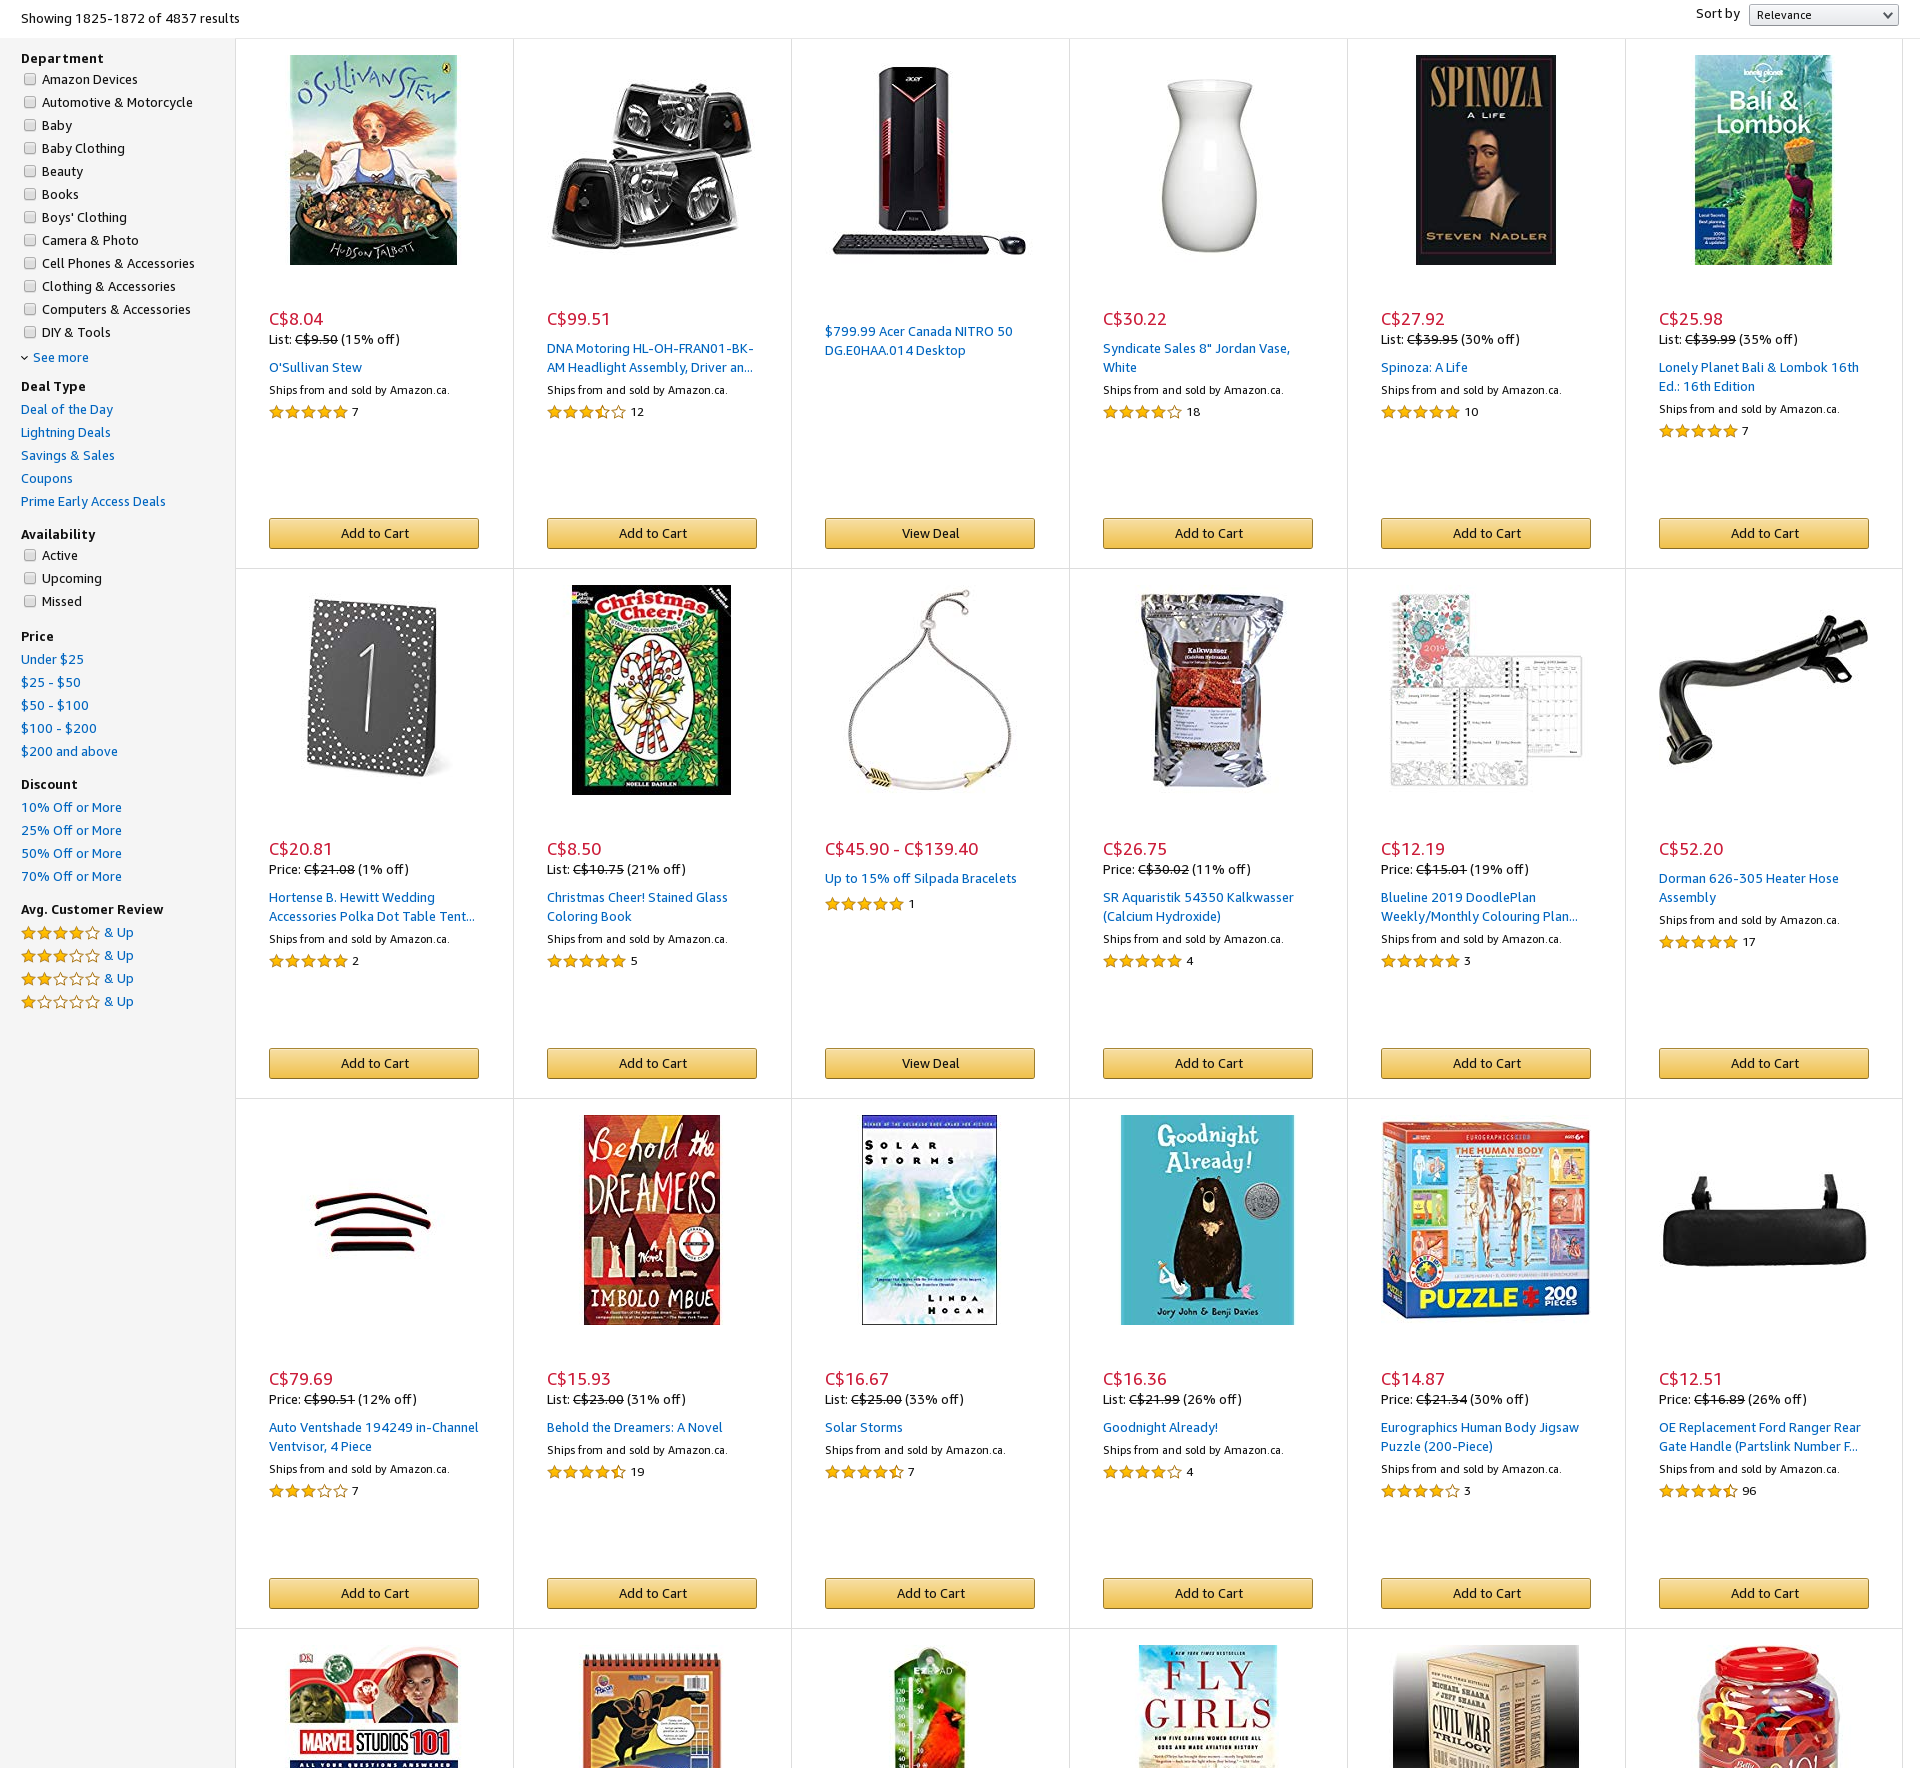 Showing 1825-1872 of 4837 results
Sort by
Relevance
Department
Amazon Devices
Automotive & Motorcycle
Baby
Baby Clothing
Beauty
Books
Boys' Clothing
Camera & Photo
Cell Phones & Accessories
Clothing & Accessories
Computers & Accessories
DIY & Tools
See more
Deal Type
Deal of the Day
Lightning Deals
Savings & Sales
Coupons
Prime Early Access Deals
Availability
Active
Upcoming
Missed
Price
Under $25
$25 - $50
$50 - $100
$100 - $200
$200 and above
Discount
10% Off or More
25% Off or More
50% Off or More
70% Off or More
Avg. Customer Review
& Up
& Up
& Up
& Up
O'SULLIVAN STEW
HUDSON TALBOTT
C$8.04
List: C$9.50 (15% off)
O'Sullivan Stew
Ships from and sold by Amazon.ca.
7
Add to Cart
C$99.51
DNA Motoring HL-OH-FRAN01-BK-
AM Headlight Assembly, Driver an...
Ships from and sold by Amazon.ca.
12
Add to Cart
acer
$799.99 Acer Canada NITRO 50
DG.E0HAA.014 Desktop
View Deal
C$30.22
Syndicate Sales 8" Jordan Vase,
White
Ships from and sold by Amazon.ca.
18
Add to Cart
SPINOZA
A LIFE
STEVEN NADLER
C$27.92
List: C$39.95 (30% off)
Spinoza: A Life
Ships from and sold by Amazon.ca.
10
Add to Cart
lonely planet
Bali &
Lombok
C$25.98
List: C$39.99 (35% off)
Lonely Planet Bali & Lombok 16th
Ed.: 16th Edition
Ships from and sold by Amazon.ca.
7
Add to Cart
1
C$20.81
Price: C$21.08 (1% off)
Hortense B. Hewitt Wedding
Accessories Polka Dot Table Tent...
Ships from and sold by Amazon.ca.
2
Add to Cart
Christmas
Cheer!
STAINED GLASS COLORING BOOK
NOELLE DAHLEN
C$8.50
List: C$10.75 (21% off)
Christmas Cheer! Stained Glass
Coloring Book
Ships from and sold by Amazon.ca.
5
Add to Cart
C$45.90 - C$139.40
Up to 15% off Silpada Bracelets
1
View Deal
Kalkwasser
(Calcium Hydroxide)
C$26.75
Price: C$30.02 (11% off)
SR Aquaristik 54350 Kalkwasser
(Calcium Hydroxide)
Ships from and sold by Amazon.ca.
4
Add to Cart
2019
C$12.19
Price: C$15.01 (19% off)
Blueline 2019 DoodlePlan
Weekly/Monthly Colouring Plan...
Ships from and sold by Amazon.ca.
3
Add to Cart
C$52.20
Dorman 626-305 Heater Hose
Assembly
Ships from and sold by Amazon.ca.
17
Add to Cart
C$79.69
Price: C$90.51 (12% off)
Auto Ventshade 194249 in-Channel
Ventvisor, 4 Piece
Ships from and sold by Amazon.ca.
7
Add to Cart
Behold the
DREAMERS
A Novel
IMBOLO MBUE
C$15.93
List: C$23.00 (31% off)
Behold the Dreamers: A Novel
Ships from and sold by Amazon.ca.
19
Add to Cart
SOLAR
STORMS
LINDA
HOGAN
C$16.67
List: C$25.00 (33% off)
Solar Storms
Ships from and sold by Amazon.ca.
7
Add to Cart
Goodnight
Already!
Jory John & Benji Davies
C$16.36
List: C$21.99 (26% off)
Goodnight Already!
Ships from and sold by Amazon.ca.
4
Add to Cart
EUROGRAPHICS KIDS
AGES 6+
THE HUMAN BODY
PUZZLE
200
PIECES
C$14.87
Price: C$21.34 (30% off)
Eurographics Human Body Jigsaw
Puzzle (200-Piece)
Ships from and sold by Amazon.ca.
3
Add to Cart
C$12.51
Price: C$16.89 (26% off)
OE Replacement Ford Ranger Rear
Gate Handle (Partslink Number F...
Ships from and sold by Amazon.ca.
96
Add to Cart
DK
MARVEL STUDIOS 101
ALL YOUR QUESTIONS ANSWERED
EZREAD
A NEW YORK TIMES BESTSELLER
FLY
GIRLS
HOW FIVE DARING WOMEN DEFIED ALL
ODDS AND MADE AVIATION HISTORY
MICHAEL SHAARA
JEFF SHAARA
CIVIL WAR
TRILOGY
101